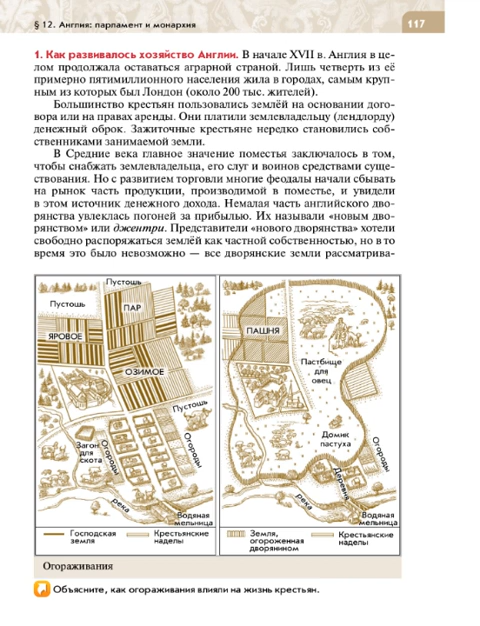 § 12. Англия: парламент и монархия
117
1. Как развивалось хозяйство Англии. В начале XVII в. Англия в це-
лом продолжала оставаться аграрной страной. Лишь четверть из её
примерно пятимиллионного населения жила в городах, самым круп-
ным из которых был Лондон (около 200 тыс. жителей).
Большинство крестьян пользовались землёй на основании дого-
вора или на правах аренды. Они платили землевладельцу (лендлорду)
денежный оброк. Зажиточные крестьяне нередко становились соб-
ственниками занимаемой земли.
В Средние века главное значение поместья заключалось в том,
чтобы снабжать землевладельца, его слуг и воинов средствами суще-
ствования. Но с развитием торговли многие феодалы начали сбывать
на рынок часть продукции, производимой в поместье, и увидели
в этом источник денежного дохода. Немалая часть английского дво-
рянства увлеклась погоней за прибылью. Их называли «новым дво-
рянством» или джентри. Представители «нового дворянства» хотели
свободно распоряжаться землёй как частной собственностью, но в то
время это было невозможно — все дворянские земли рассматрива-
Пустошь
Пустошь
ПАР
ЯРОВОЕ
ОЗИМОЕ
Пустошь
Загон
для
скота
Огороды
Огороды
река
Водяная
мельница
Господская
земля
Крестьянские
наделы
ПАШНЯ
Пастбище
для
овец
Домик
пастуха
Огороды
Деревня
река
Водяная
мельница
Земля,
огороженная
дворянином
Крестьянские
наделы
Огораживания
Объясните, как огораживания влияли на жизнь крестьян.